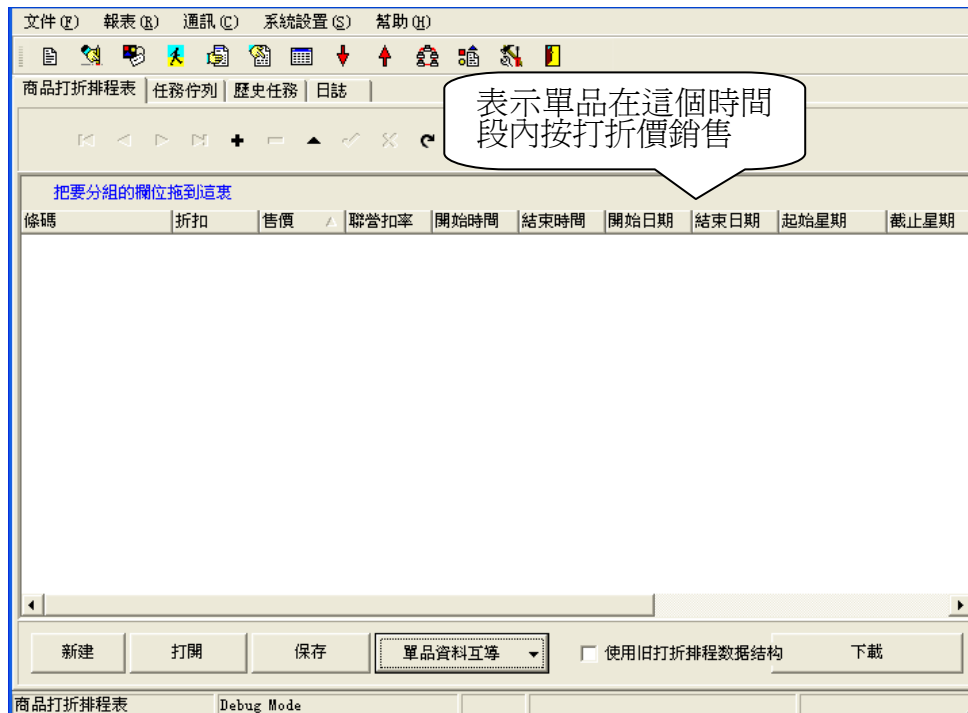 文件(F) 報表(R) 通訊(C) 系統設置(S) 幫助(H)
商品打折排程表 任務佇列 歷史任務 日誌
表示單品在這個時間
段內按打折價銷售
把要分組的欄位拖到這裏
條碼 折扣 售價 聯營扣率 開始時間 結束時間 開始日期 結束日期 起始星期 截止星期
新建 打開 保存 單品資料互導 使用旧打折排程数据结构 下載
商品打折排程表 Debug Mode